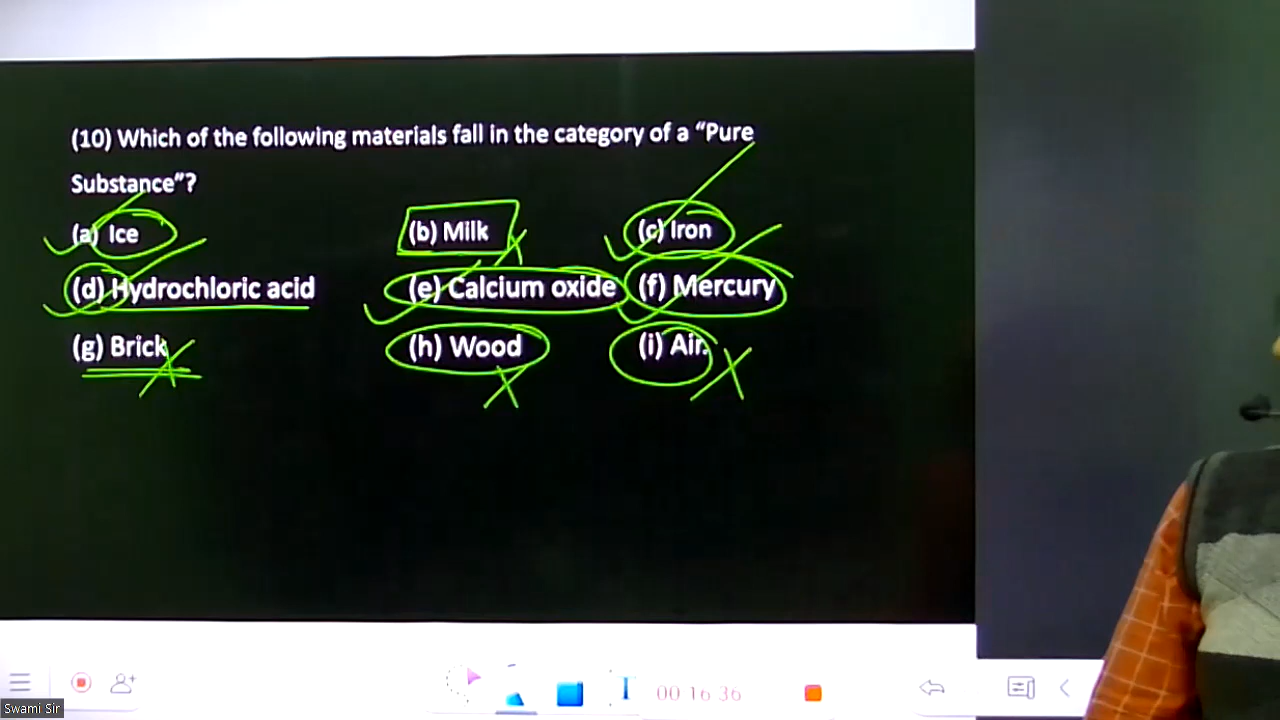 (10) Which of the following materials fall in the category of a “Pure
Substance”?
(a) Ice (b) Milk (c) Iron
(d) Hydrochloric acid (e) Calcium oxide (f) Mercury
(g) Brick (h) Wood (i) Air.
00 16 36
Swami Sir